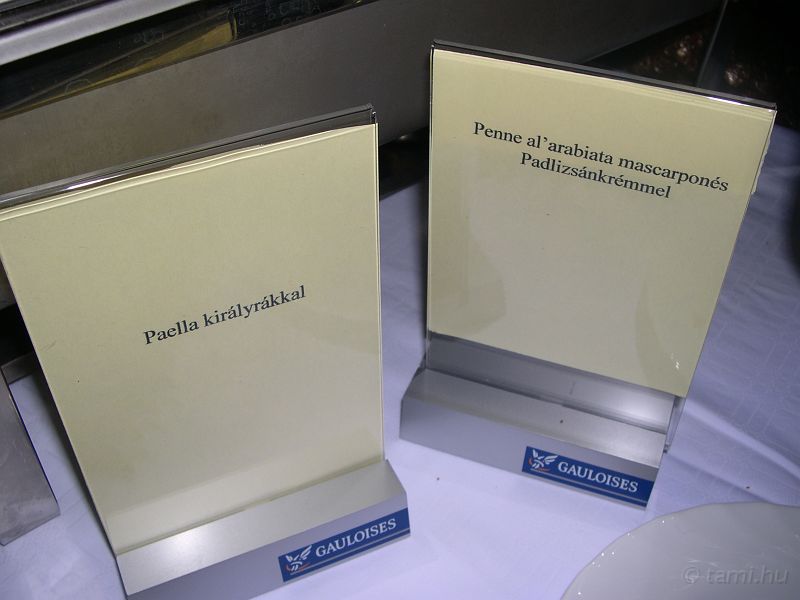 Paella királyrákkal
GAULOISES
Penne al'arabiata mascarponés
Padlizsánkrémmel
GAULOISES
© tami.hu